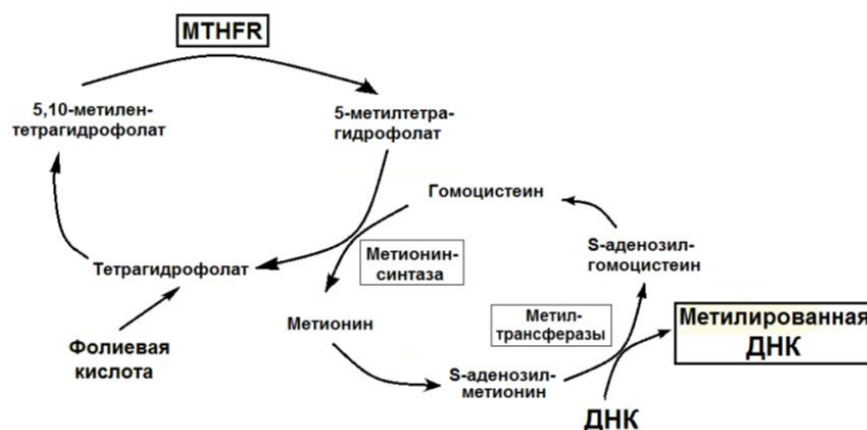 MTHFR
5,10-метилен-
тетрагидрофолат
5-метилтетра-
гидрофолат
Гомоцистеин
S-аденозил-
гомоцистеин
Тетрагидрофолат
Метионин-
синтаза
Метионин
Метил-
трансферазы
Метилированная
ДНК
Фолиевая
кислота
S-аденозил-
метионин
ДНК